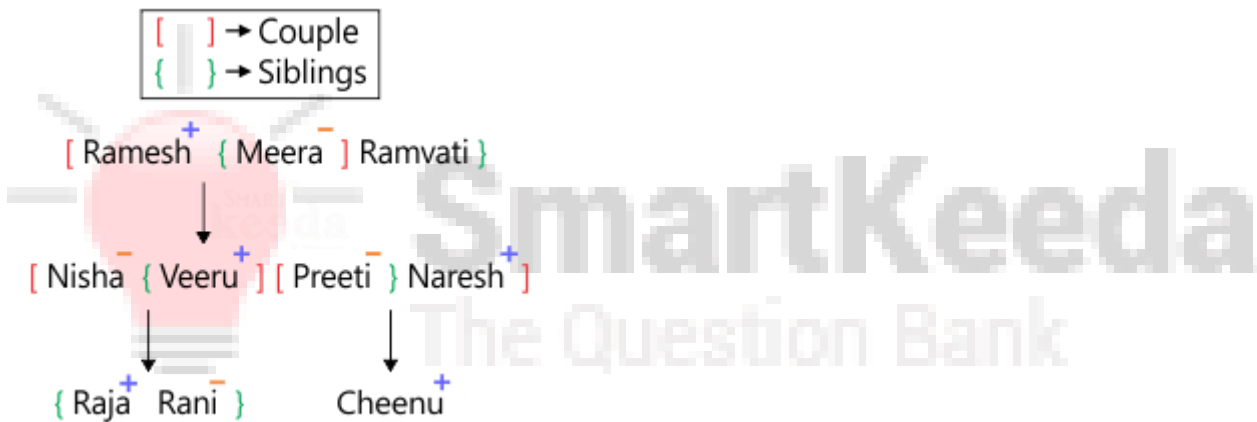 [ ] → Couple
{ } → Siblings
[ Ramesh+ { Meera− ] Ramvati }
[ Nisha− { Veeru+ ] [ Preeti− } Naresh+ ]
{ Raja+ Rani− } Cheenu+
SmartKeeda
The Question Bank